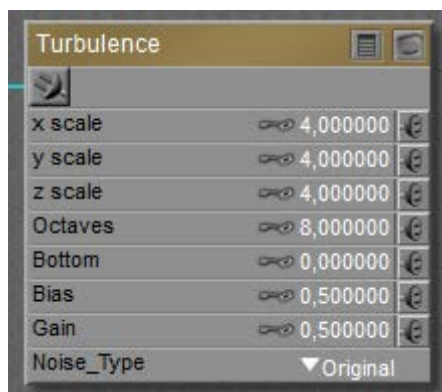 Turbulence
x scale 4,000000
y scale 4,000000
z scale 4,000000
Octaves 8,000000
Bottom 0,000000
Bias 0,500000
Gain 0,500000
Noise_Type Original